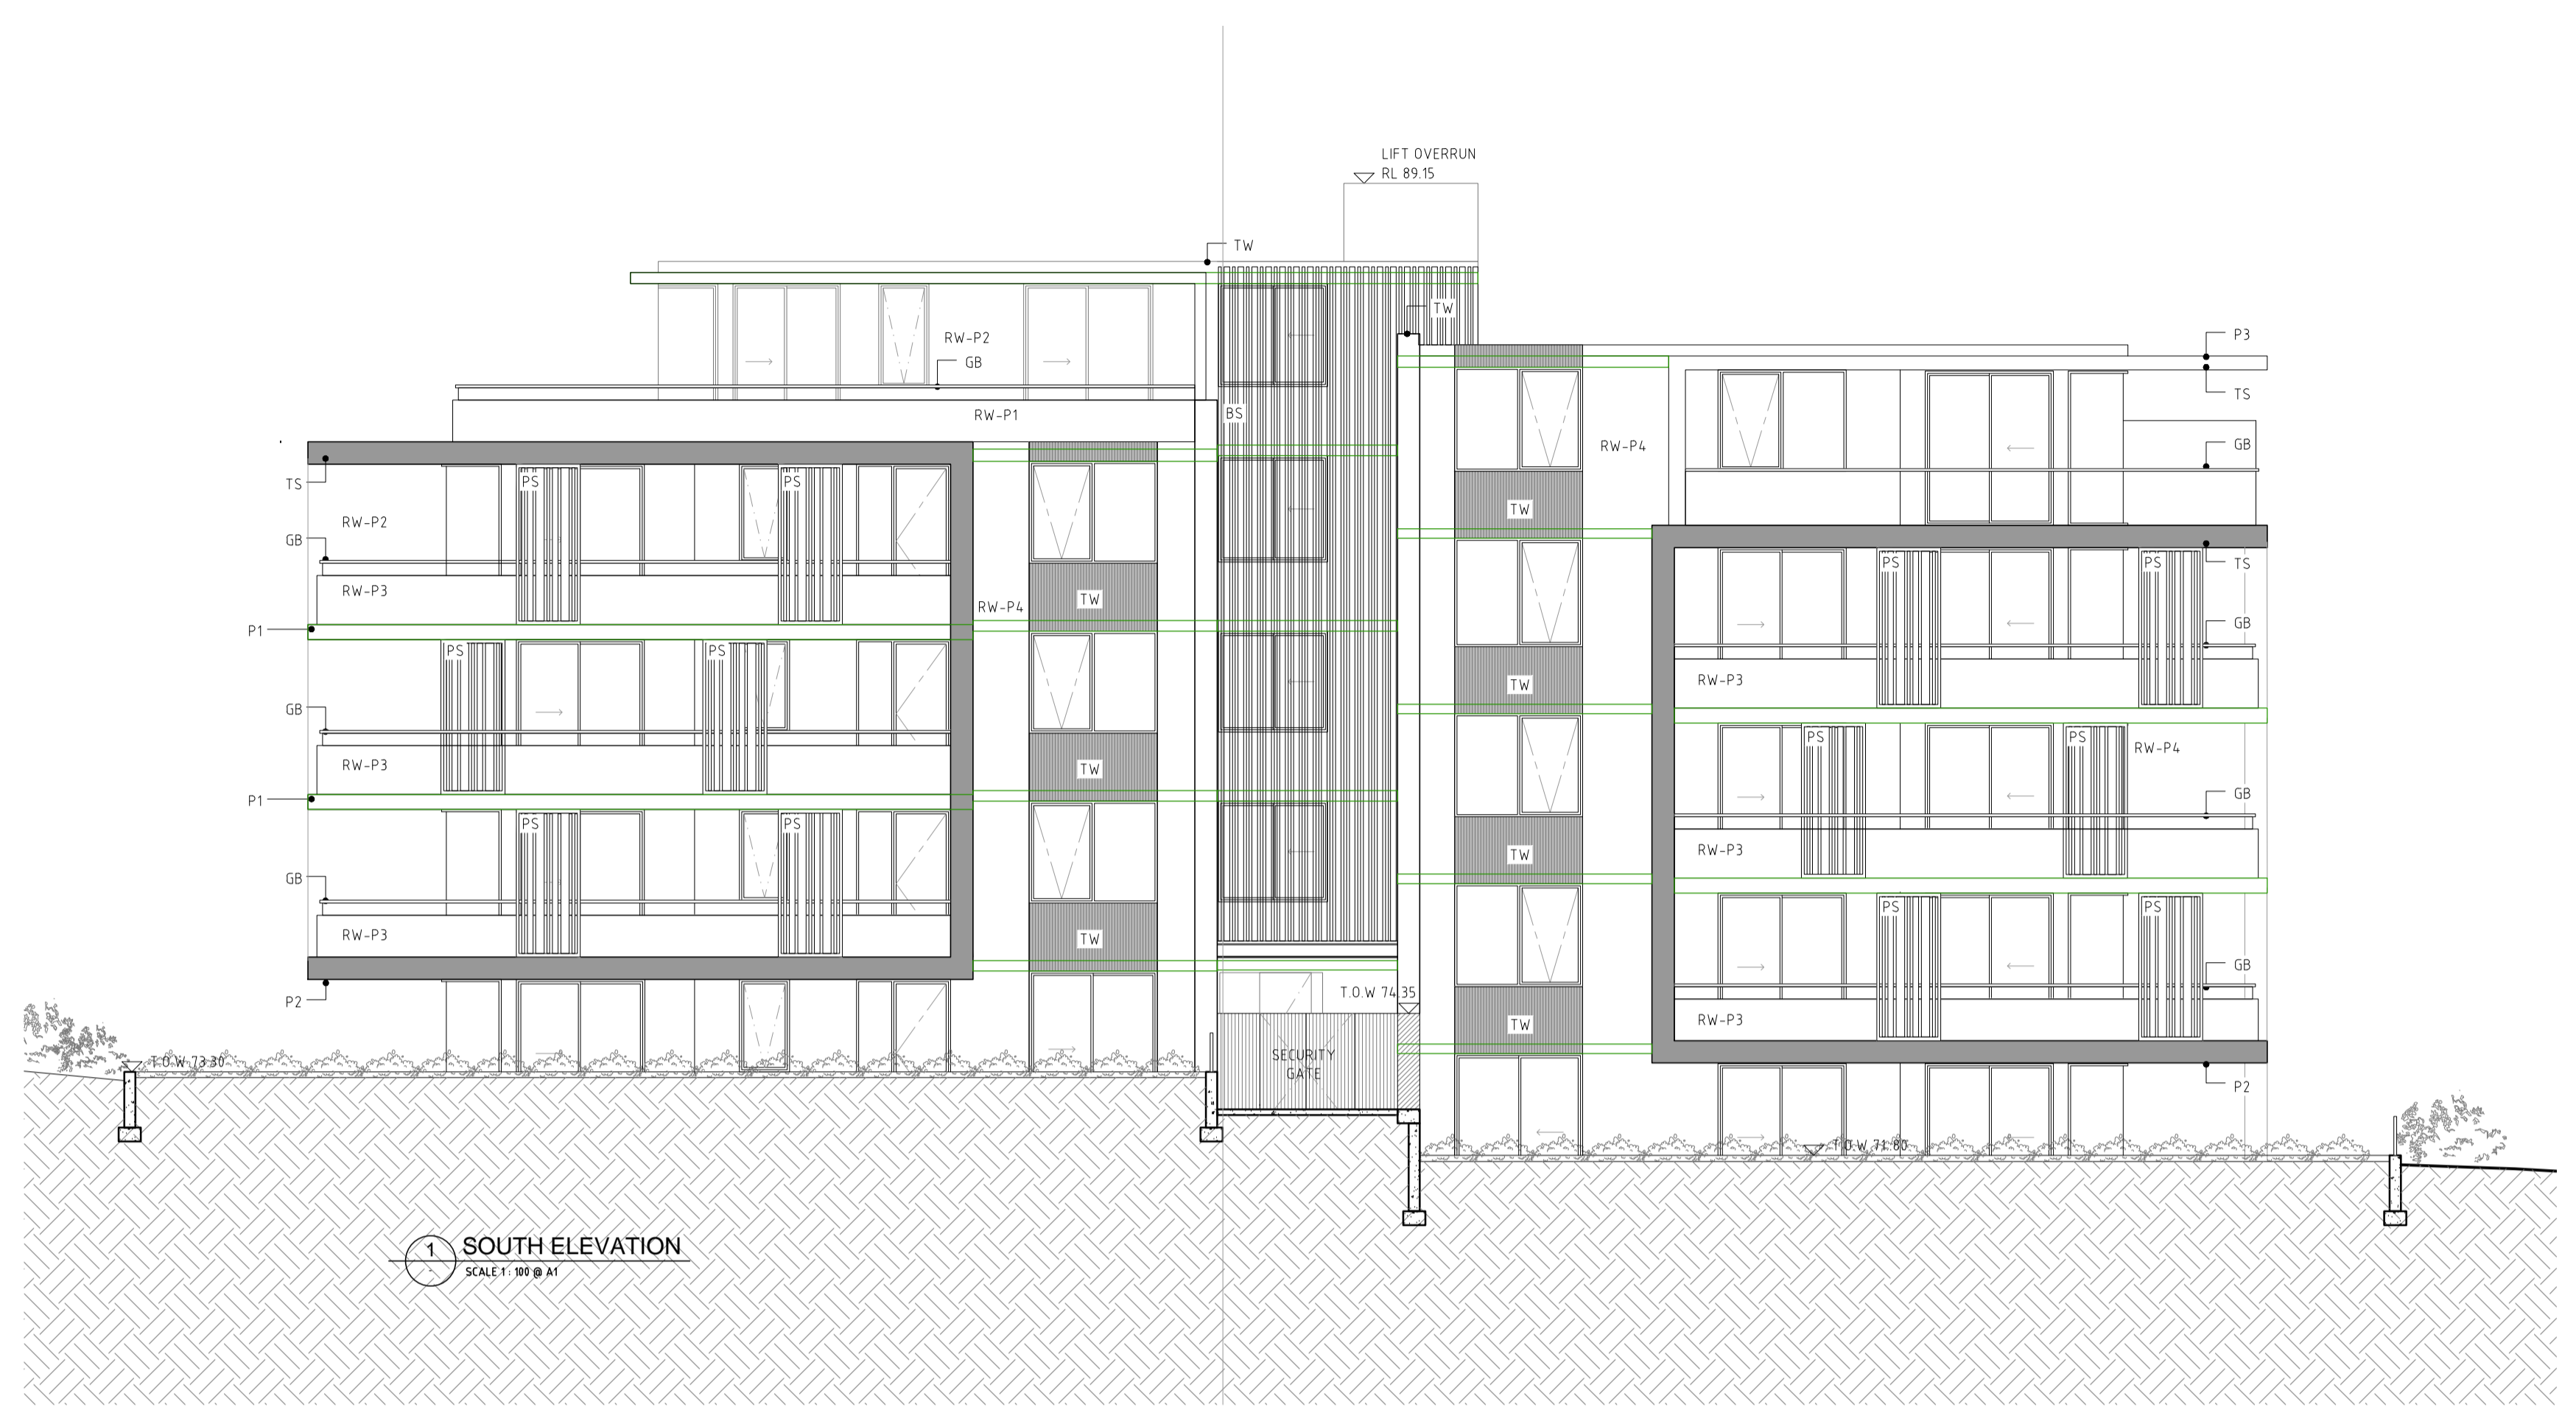 LIFT OVERRUN
RL 89.15
TW
TW
P3
RW-P2
GB
TS
RW-P1
BS
RW-P4
GB
TS
PS
PS
TW
RW-P2
GB
PS
PS
TS
RW-P3
TW
RW-P4
GB
P1
PS
PS
TW
RW-P3
GB
PS
PS
RW-P4
RW-P3
TW
GB
P1
TW
RW-P3
PS
PS
GB
PS
PS
RW-P3
TW
GB
P2
T.O.W 74.35
TW
RW-P3
SECURITY
GATE
T.O.W 73.30
P2
T.O.W 71.80
1
SOUTH ELEVATION
-
SCALE 1 : 100 @ A1